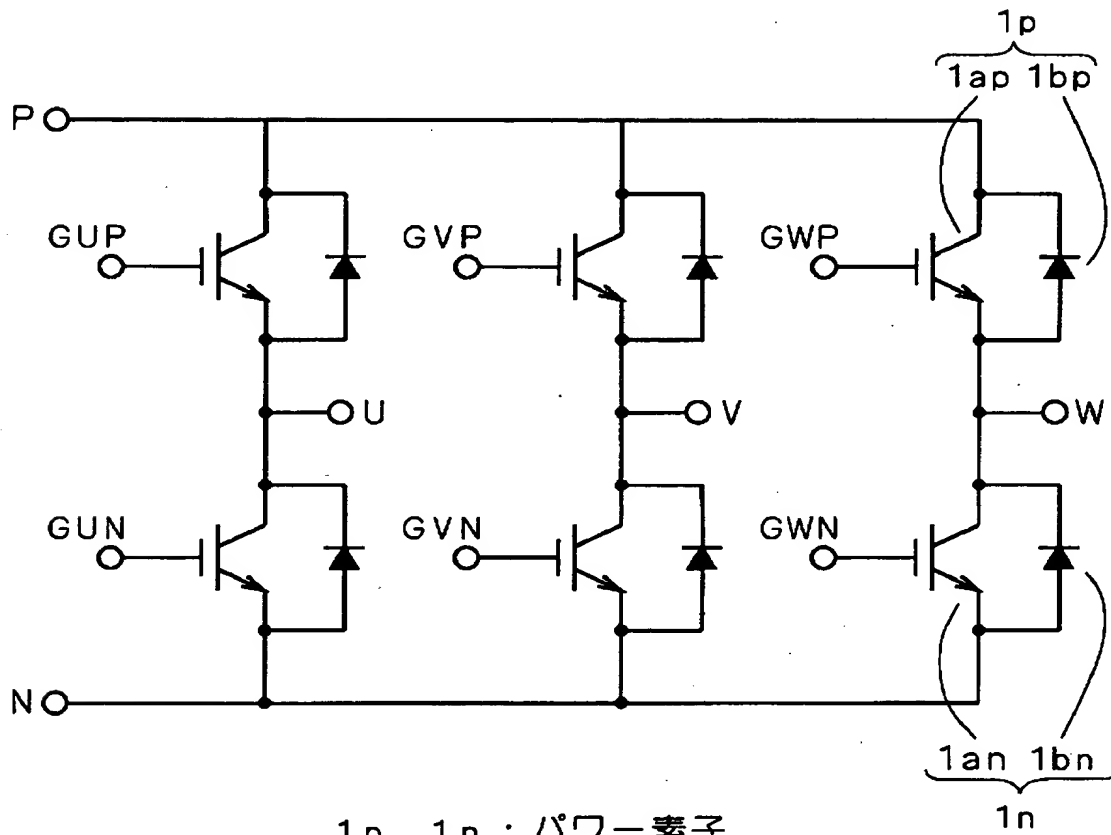 1p
1ap 1bp
P
GUP GVP GWP
U V W
GUN GVN GWN
N
1an 1bn
1n
1p, 1n : パワー素子